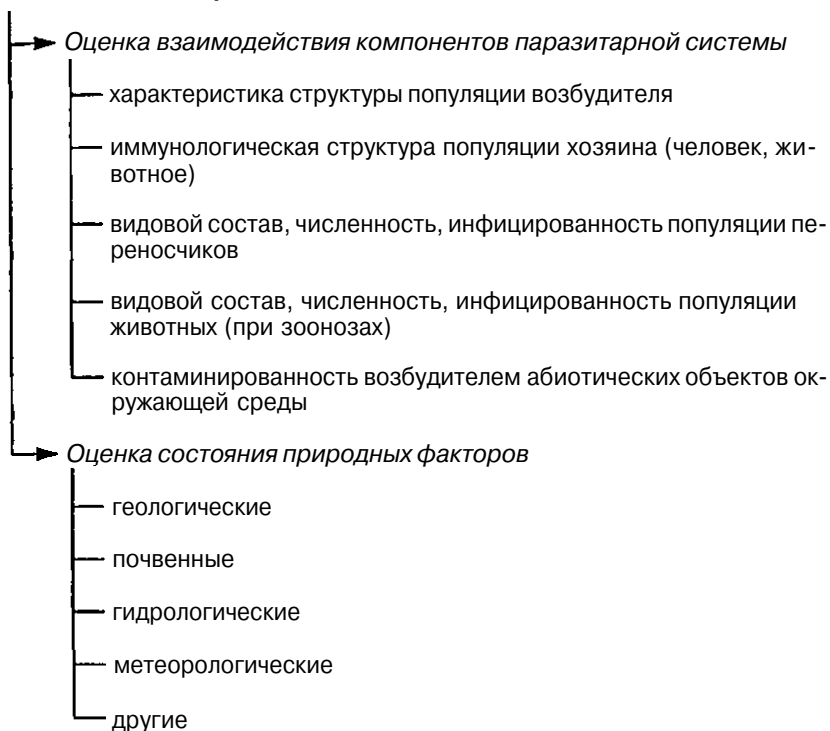 Оценка взаимодействия компонентов паразитарной системы
характеристика структуры популяции возбудителя
иммунологическая структура популяции хозяина (человек, жи-
вотное)
видовой состав, численность, инфицированность популяции пе-
реносчиков
видовой состав, численность, инфицированность популяции
животных (при зоонозах)
контаминированность возбудителем абиотических объектов ок-
ружающей среды
Оценка состояния природных факторов
геологические
почвенные
гидрологические
метеорологические
другие